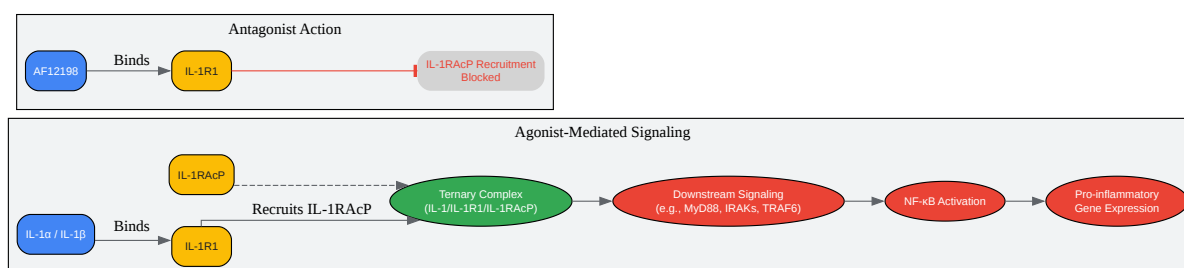 Antagonist Action
AF12198
Binds
IL-1R1
IL-1RAcP Recruitment
Blocked
Agonist-Mediated Signaling
IL-1RAcP
IL-1α / IL-1β
Binds
IL-1R1
Recruits IL-1RAcP
Ternary Complex
(IL-1/IL-1R1/IL-1RAcP)
Downstream Signaling
(e.g., MyD88, IRAKs, TRAF6)
NF-κB Activation
Pro-inflammatory
Gene Expression